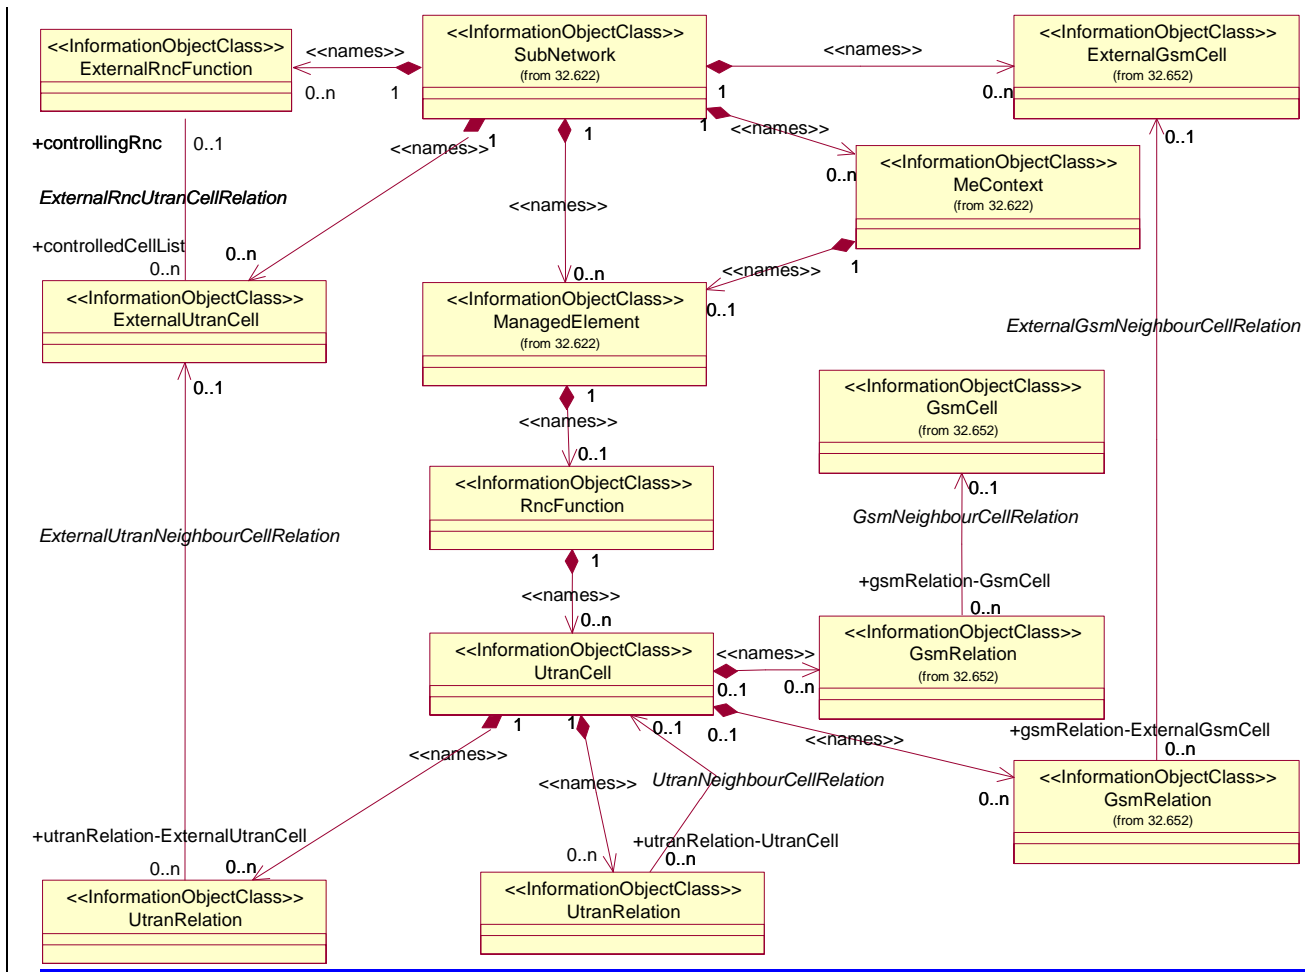 <<InformationObjectClass>>
ExternalRncFunction
<<names>>
0..n
1
<<InformationObjectClass>>
SubNetwork
(from 32.622)
<<names>>
1
0..n
<<InformationObjectClass>>
ExternalGsmCell
(from 32.652)
+controllingRnc
0..1
<<names>>
1
1
1
<<names>>
0..n
0..1
<<InformationObjectClass>>
MeContext
(from 32.622)
ExternalRncUtranCellRelation
<<names>>
+controlledCellList
0..n
0..n
0..n
<<names>>
1
0..1
<<InformationObjectClass>>
ExternalUtranCell
<<InformationObjectClass>>
ManagedElement
(from 32.622)
ExternalGsmNeighbourCellRelation
0..1
1
<<names>>
0..1
<<InformationObjectClass>>
GsmCell
(from 32.652)
<<InformationObjectClass>>
RncFunction
0..1
GsmNeighbourCellRelation
ExternalUtranNeighbourCellRelation
1
<<names>>
0..n
+gsmRelation-GsmCell
0..n
<<InformationObjectClass>>
UtranCell
<<names>>
0..1
0..n
<<InformationObjectClass>>
GsmRelation
(from 32.652)
1
1
0..1
0..1
<<names>>
<<names>>
<<names>>
+gsmRelation-ExternalGsmCell
0..n
0..n
UtranNeighbourCellRelation
<<InformationObjectClass>>
GsmRelation
(from 32.652)
+utranRelation-ExternalUtranCell
0..n
0..n
0..n
+utranRelation-UtranCell
0..n
<<InformationObjectClass>>
UtranRelation
<<InformationObjectClass>>
UtranRelation